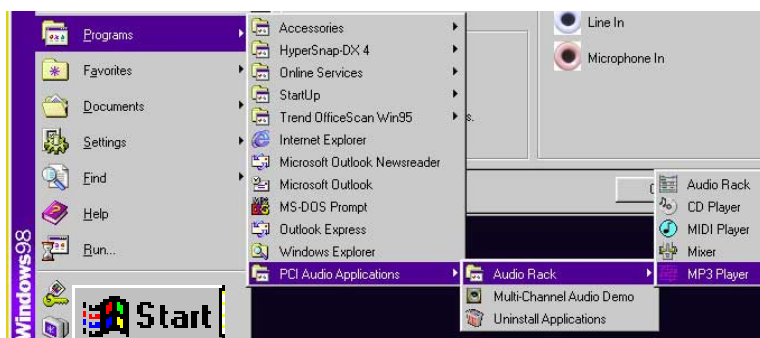 Programs
Favorites
Documents
Settings
Find
Help
Run...
Windows98
Start
Accessories
HyperSnap-DX 4
Online Services
StartUp
Trend OfficeScan Win95
Internet Explorer
Microsoft Outlook Newsreader
Microsoft Outlook
MS-DOS Prompt
Outlook Express
Windows Explorer
PCI Audio Applications
Audio Rack
Multi-Channel Audio Demo
Uninstall Applications
Audio Rack
CD Player
MIDI Player
Mixer
MP3 Player
Line In
Microphone In
s.